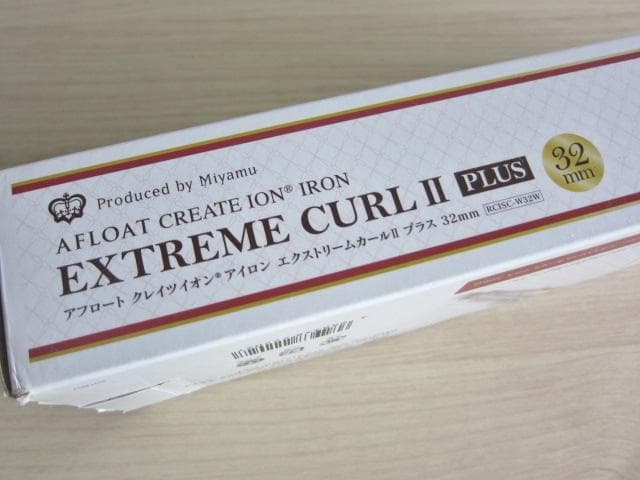 Produced by Miyamu
AFLOAT CREATE ION® IRON
EXTREME CURL II PLUS
32
mm
アフロート クレイツイオン®アイロン エクストリームカールII プラス 32mm RCISC-W32W